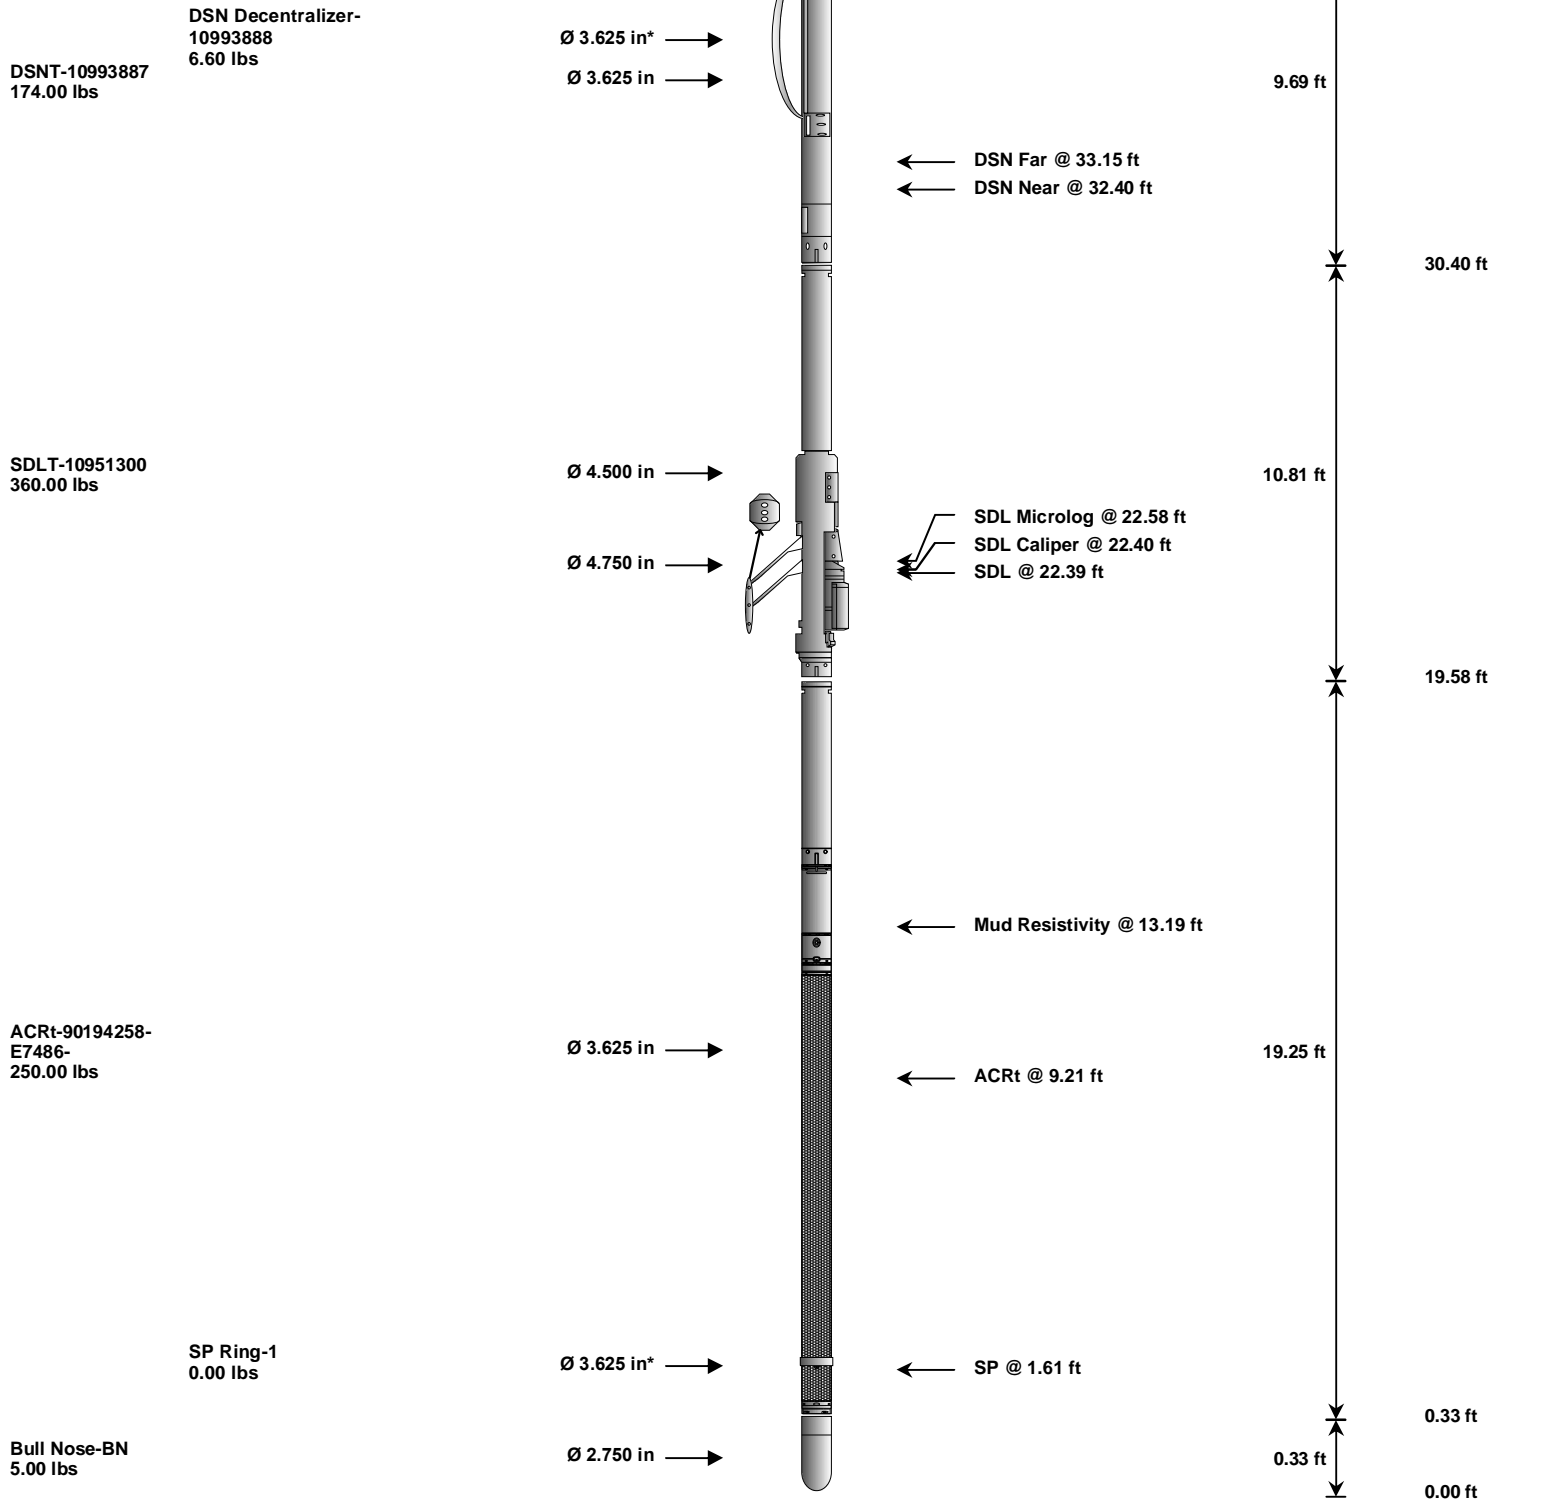 DSN Decentralizer-
10993888
6.60 lbs
Ø 3.625 in*
DSNT-10993887
174.00 lbs
Ø 3.625 in
9.69 ft
DSN Far @ 33.15 ft
DSN Near @ 32.40 ft
30.40 ft
SDLT-10951300
360.00 lbs
Ø 4.500 in
10.81 ft
SDL Microlog @ 22.58 ft
SDL Caliper @ 22.40 ft
Ø 4.750 in
SDL @ 22.39 ft
19.58 ft
Mud Resistivity @ 13.19 ft
ACRt-90194258-
E7486-
250.00 lbs
Ø 3.625 in
19.25 ft
ACRt @ 9.21 ft
SP Ring-1
0.00 lbs
Ø 3.625 in*
SP @ 1.61 ft
0.33 ft
Bull Nose-BN
5.00 lbs
Ø 2.750 in
0.33 ft
0.00 ft